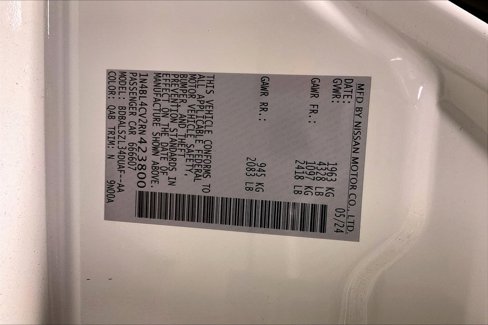 MFD BY NISSAN MOTOR CO., LTD.
DATE: 05/24
GVWR: 1963 KG
4328 LB
GAWR FR.: 1097 KG
2418 LB
GAWR RR.: 945 KG
2083 LB
THIS VEHICLE CONFORMS TO
ALL APPLICABLE FEDERAL
MOTOR VEHICLE SAFETY,
BUMPER, AND THEFT
PREVENTION STANDARDS IN
EFFECT ON THE DATE OF
MANUFACTURE SHOWN ABOVE.
1N4BL4CV2RN423800
PASSENGER CAR 666607
MODEL: BDBALSZL34DUAF--AA
COLOR: QAB TRIM: N 9N00A